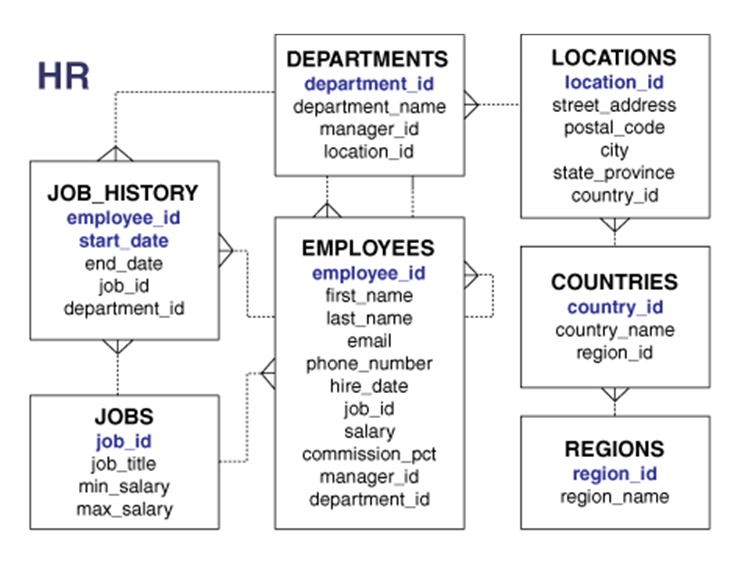 HR
DEPARTMENTS
department_id
department_name
manager_id
location_id
LOCATIONS
location_id
street_address
postal_code
city
state_province
country_id
JOB_HISTORY
employee_id
start_date
end_date
job_id
department_id
EMPLOYEES
employee_id
first_name
last_name
email
phone_number
hire_date
job_id
salary
commission_pct
manager_id
department_id
COUNTRIES
country_id
country_name
region_id
JOBS
job_id
job_title
min_salary
max_salary
REGIONS
region_id
region_name